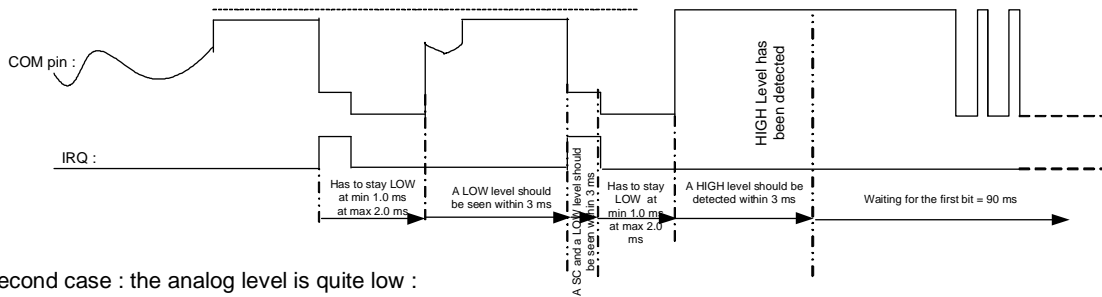 COM pin :
HIGH Level has
been detected
IRQ :
Has to stay LOW
at min 1.0 ms
at max 2.0 ms
A LOW level should
be seen within 3 ms
A SC and a LOW level should
be seen within 3 ms
Has to stay
LOW at
min 1.0 ms
at max 2.0
ms
A HIGH level should be
detected within 3 ms
Waiting for the first bit = 90 ms
econd case : the analog level is quite low :